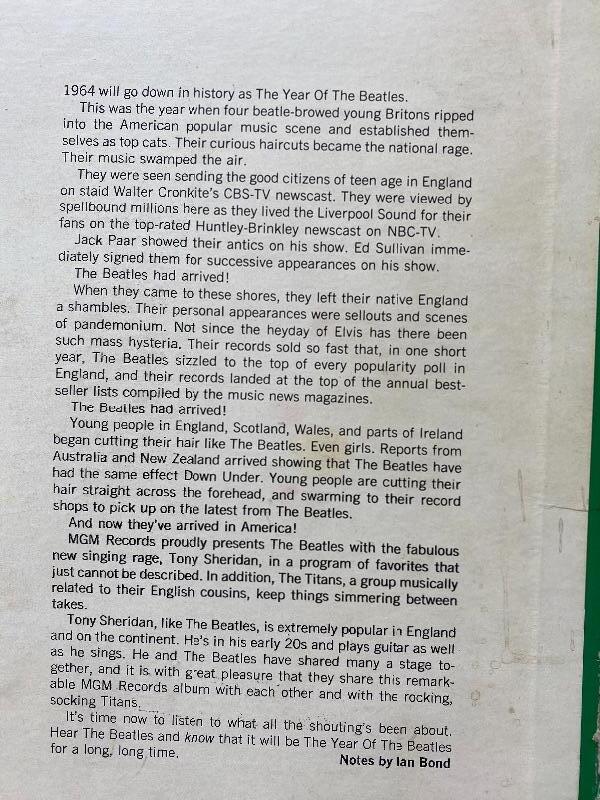 1964 will go down in history as The Year Of The Beatles.
This was the year when four beatle-browed young Britons ripped
into the American popular music scene and established them-
selves as top cats. Their curious haircuts became the national rage.
Their music swamped the air.
They were seen sending the good citizens of teen age in England
on staid Walter Cronkite's CBS-TV newscast. They were viewed by
spellbound millions here as they lived the Liverpool Sound for their
fans on the top-rated Huntley-Brinkley newscast on NBC-TV.
Jack Paar showed their antics on his show. Ed Sullivan imme-
diately signed them for successive appearances on his show.
The Beatles had arrived!
When they came to these shores, they left their native England
a shambles. Their personal appearances were sellouts and scenes
of pandemonium. Not since the heyday of Elvis has there been
such mass hysteria. Their records sold so fast that, in one short
year, The Beatles sizzled to the top of every popularity poll in
England, and their records landed at the top of the annual best-
seller lists compiled by the music news magazines.
The Beatles had arrived!
Young people in England, Scotland, Wales, and parts of Ireland
began cutting their hair like The Beatles. Even girls. Reports from
Australia and New Zealand arrived showing that The Beatles have
had the same effect Down Under. Young people are cutting their
hair straight across the forehead, and swarming to their record
shops to pick up on the latest from The Beatles.
And now they've arrived in America!
MGM Records proudly presents The Beatles with the fabulous
new singing rage, Tony Sheridan, in a program of favorites that
just cannot be described. In addition, The Titans, a group musically
related to their English cousins, keep things simmering between
takes.
Tony Sheridan, like The Beatles, is extremely popular in England
and on the continent. He's in his early 20s and plays guitar as well
as he sings. He and The Beatles have shared many a stage to-
gether, and it is with great pleasure that they share this remark-
able MGM Records album with each other and with the rocking,
socking Titans.
It's time now to listen to what all the shouting's been about.
Hear The Beatles and know that it will be The Year Of The Beatles
for a long, long time. Notes by Ian Bond